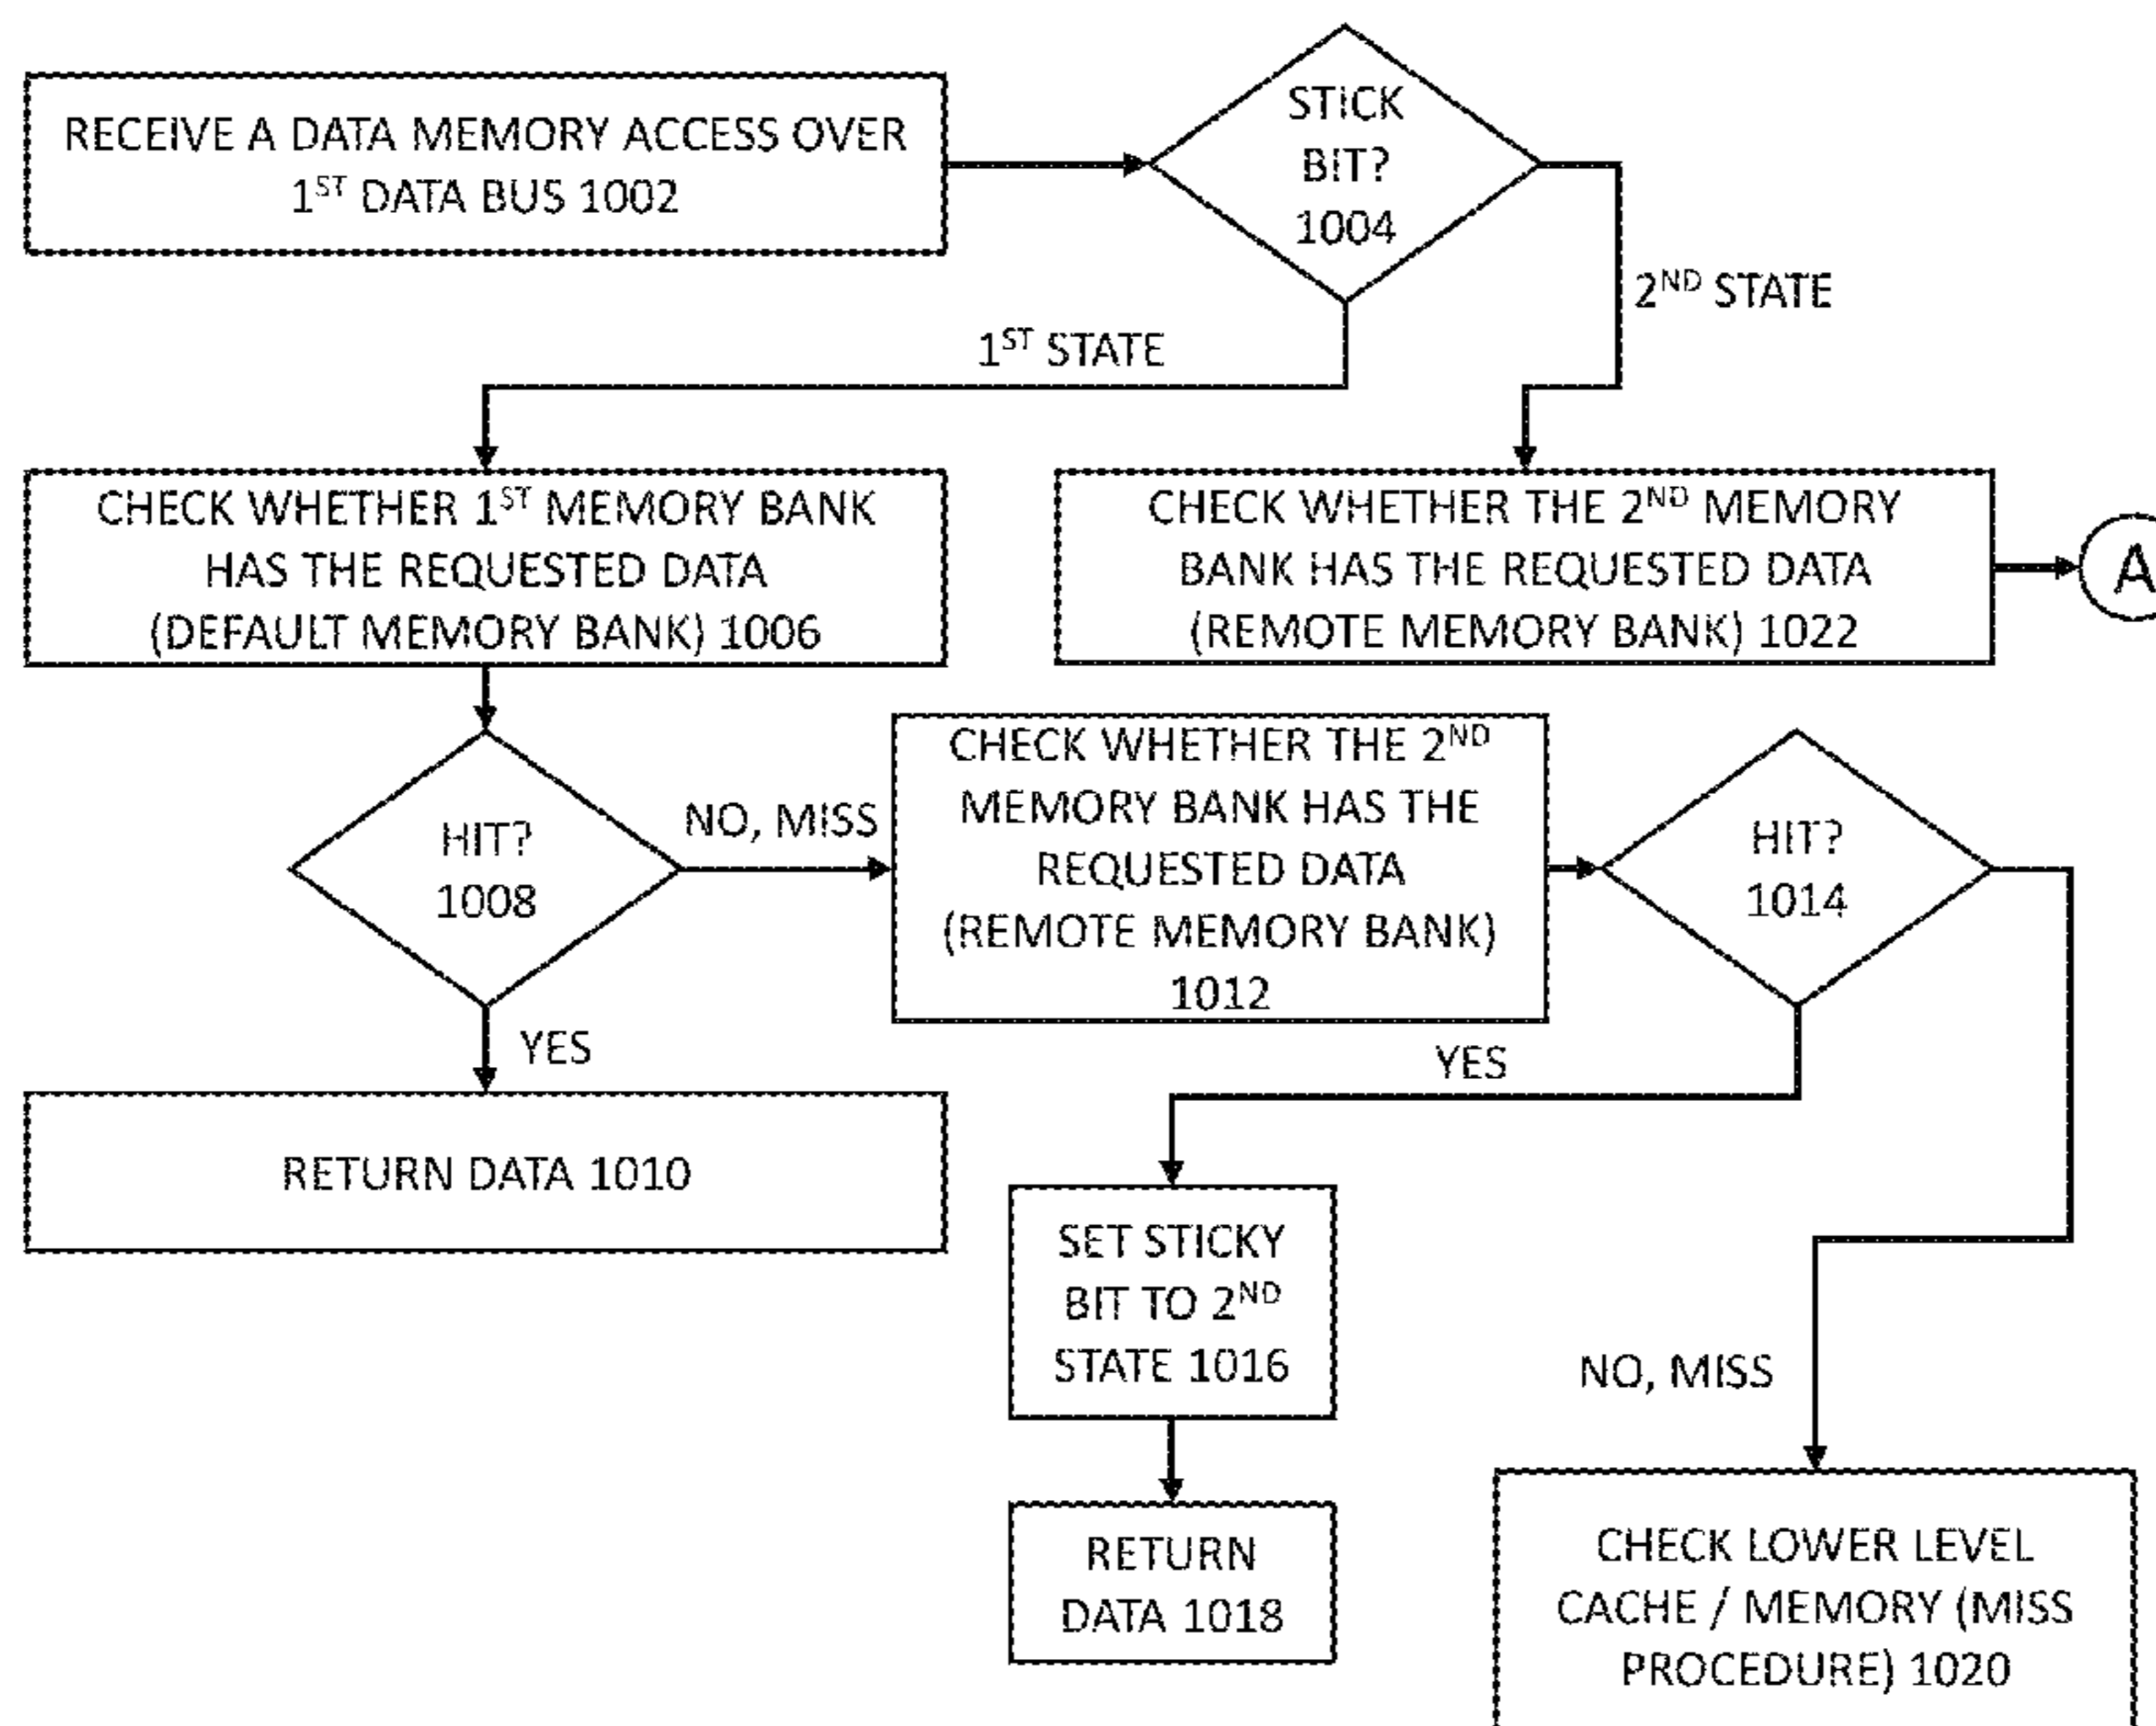 RECEIVE A DATA MEMORY ACCESS OVER
1ST DATA BUS 1002
STICK
BIT?
1004
2ND STATE
1ST STATE
CHECK WHETHER 1ST MEMORY BANK
HAS THE REQUESTED DATA
(DEFAULT MEMORY BANK) 1006
CHECK WHETHER THE 2ND MEMORY
BANK HAS THE REQUESTED DATA
(REMOTE MEMORY BANK) 1022
A
HIT?
1008
NO, MISS
CHECK WHETHER THE 2ND
MEMORY BANK HAS THE
REQUESTED DATA
(REMOTE MEMORY BANK)
1012
HIT?
1014
YES
YES
RETURN DATA 1010
SET STICKY
BIT TO 2ND
STATE 1016
NO, MISS
RETURN
DATA 1018
CHECK LOWER LEVEL
CACHE / MEMORY (MISS
PROCEDURE) 1020